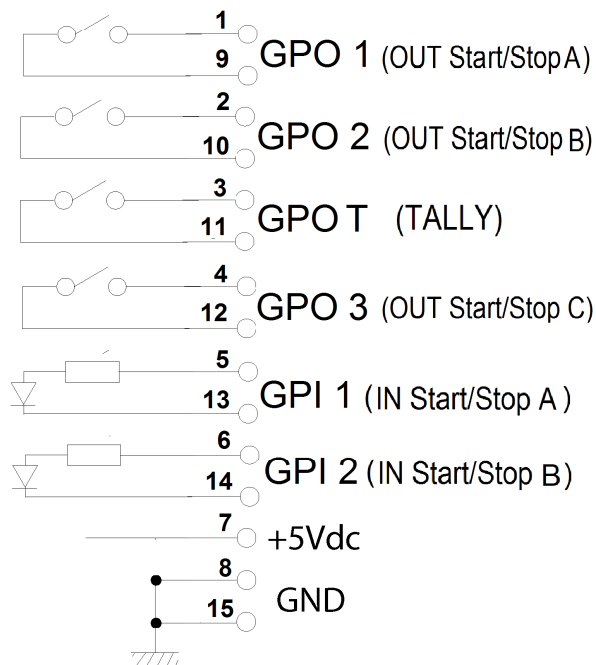 1
9
GPO 1 (OUT Start/Stop A)
2
10
GPO 2 (OUT Start/Stop B)
3
11
GPO T (TALLY)
4
12
GPO 3 (OUT Start/Stop C)
5
13
GPI 1 (IN Start/Stop A)
6
14
GPI 2 (IN Start/Stop B)
7
+5Vdc
8
15
GND